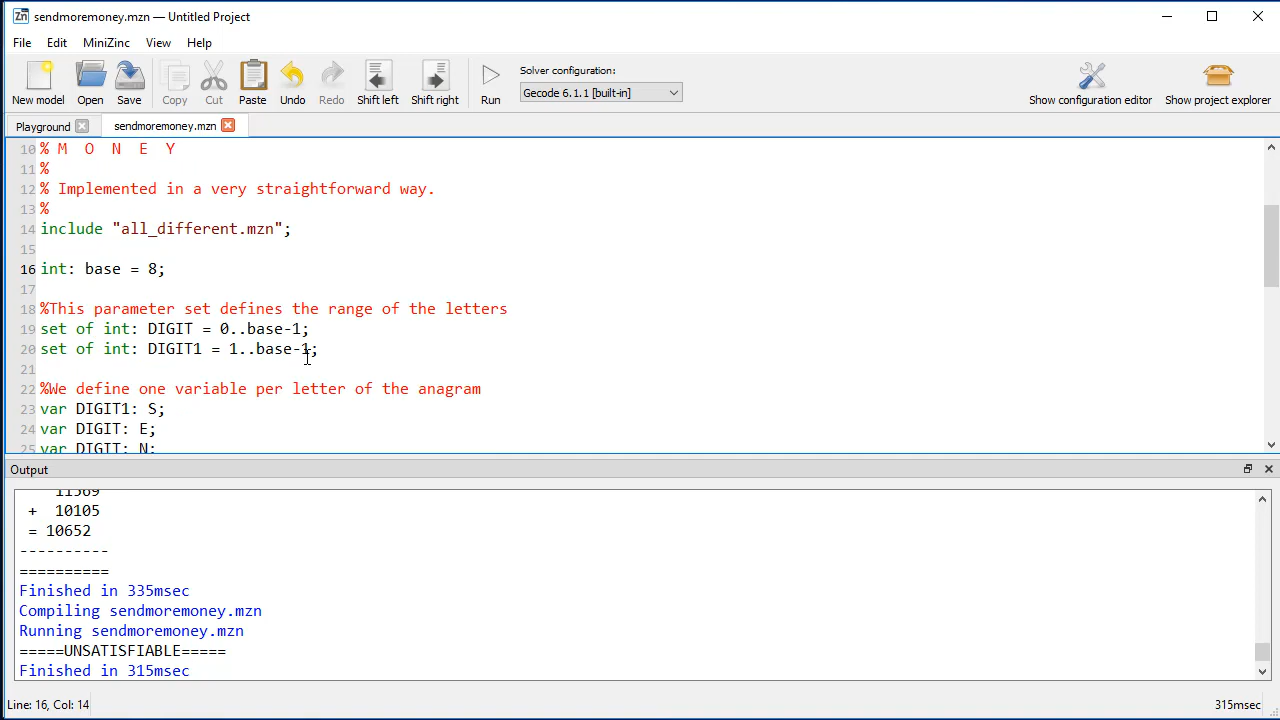 sendmoremoney.mzn — Untitled Project
File Edit MiniZinc View Help
New model Open Save Copy Cut Paste Undo Redo Shift left Shift right Run
Solver configuration:
Gecode 6.1.1 [built-in]
Show configuration editor Show project explorer
Playground sendmoremoney.mzn
10 % M O N E Y
11 %
12 % Implemented in a very straightforward way.
13 %
14 include "all_different.mzn";
15
16 int: base = 8;
17
18 %This parameter set defines the range of the letters
19 set of int: DIGIT = 0..base-1;
20 set of int: DIGIT1 = 1..base-1;
21
22 %We define one variable per letter of the anagram
23 var DIGIT1: S;
24 var DIGIT: E;
25 var DIGIT: N;
Output
11569
+ 10105
= 10652
----------
==========
Finished in 335msec
Compiling sendmoremoney.mzn
Running sendmoremoney.mzn
=====UNSATISFIABLE=====
Finished in 315msec
Line: 16, Col: 14 315msec